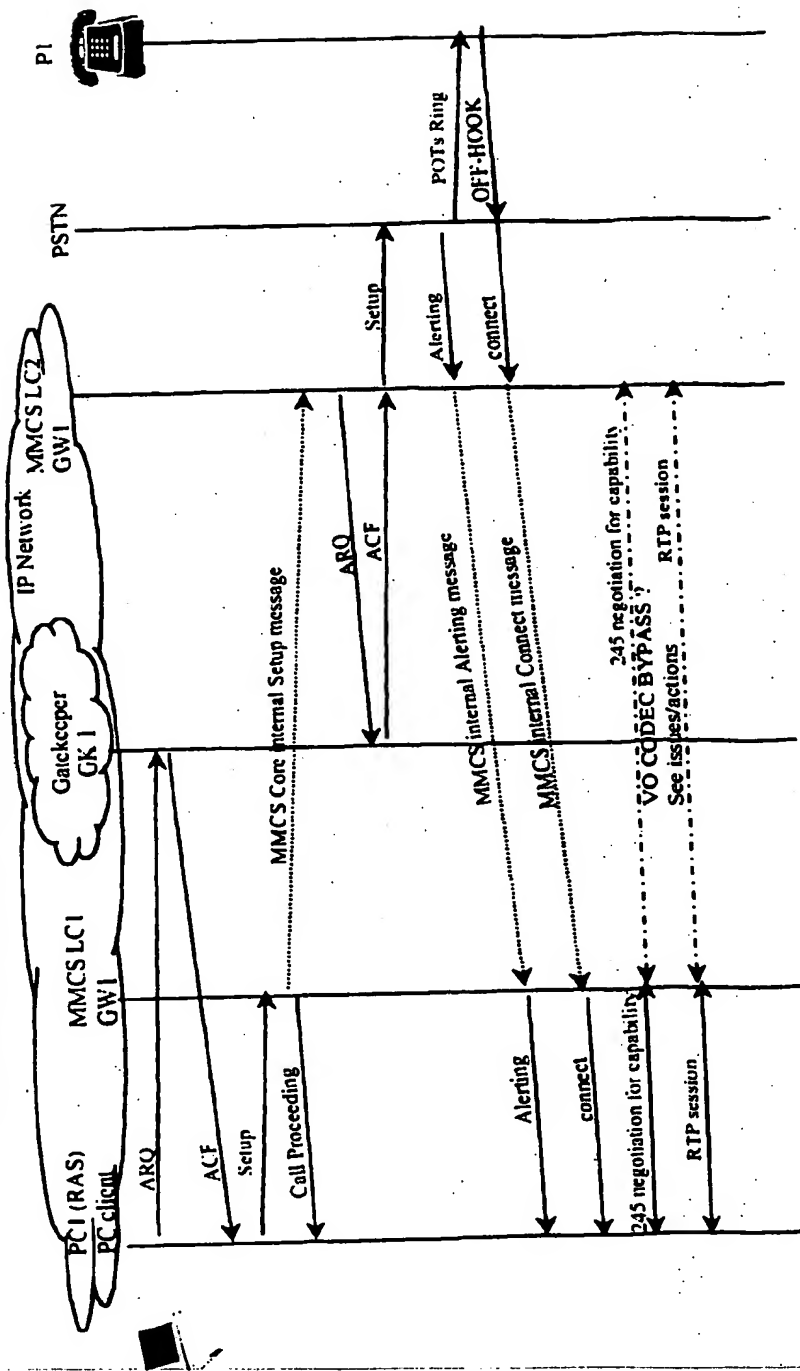 PC1 (RAS)
PC client
MMCS LC1
GW1
Gatekeeper
GK 1
IP Network
MMCS LC2
GW1
PSTN
P1
ARQ
ACF
Setup
Call Proceeding
MMCS Core internal Setup message
ARQ
ACF
Setup
Alerting
POTs Ring
OFF-HOOK
connect
MMCS internal Alerting message
MMCS internal Connect message
Alerting
connect
245 negotiation for capability
245 negotiation for capability
VO CODEC BYPASS ?
See issues/actions
RTP session
RTP session